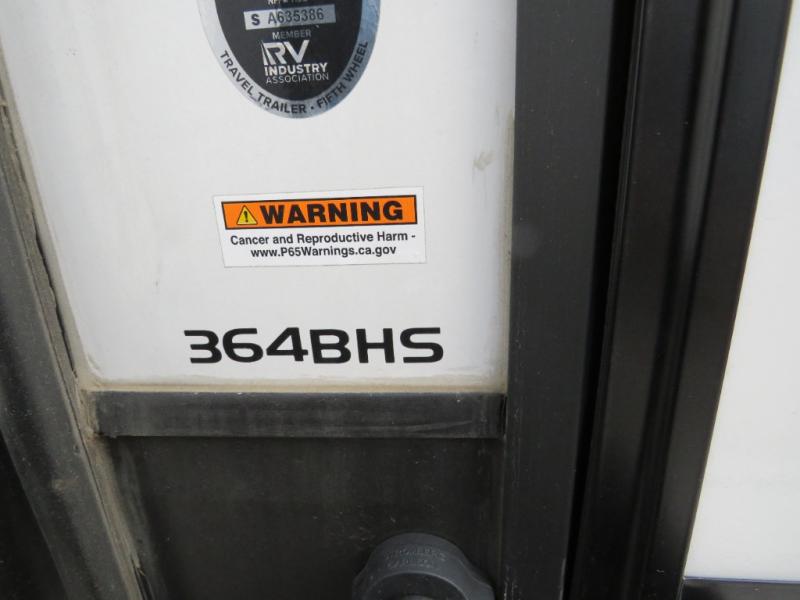 S A635386
MEMBER
RV
INDUSTRY
ASSOCIATION
TRAVEL TRAILER • FIFTH WHEEL
WARNING
Cancer and Reproductive Harm -
www.P65Warnings.ca.gov
364BHS